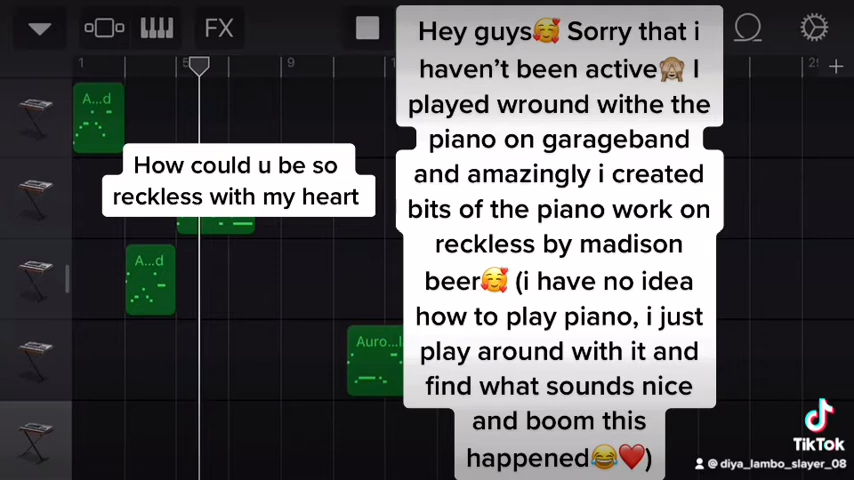 FX
1
9
A...d
How could u be so
reckless with my heart
A...d
Auro...l
Hey guys🥰 Sorry that i
haven't been active🙈 I
played wround withe the
piano on garageband
and amazingly i created
bits of the piano work on
reckless by madison
beer🥰 (i have no idea
how to play piano, i just
play around with it and
find what sounds nice
and boom this
happened😂❤️)
TikTok
@diya_lambo_slayer_08